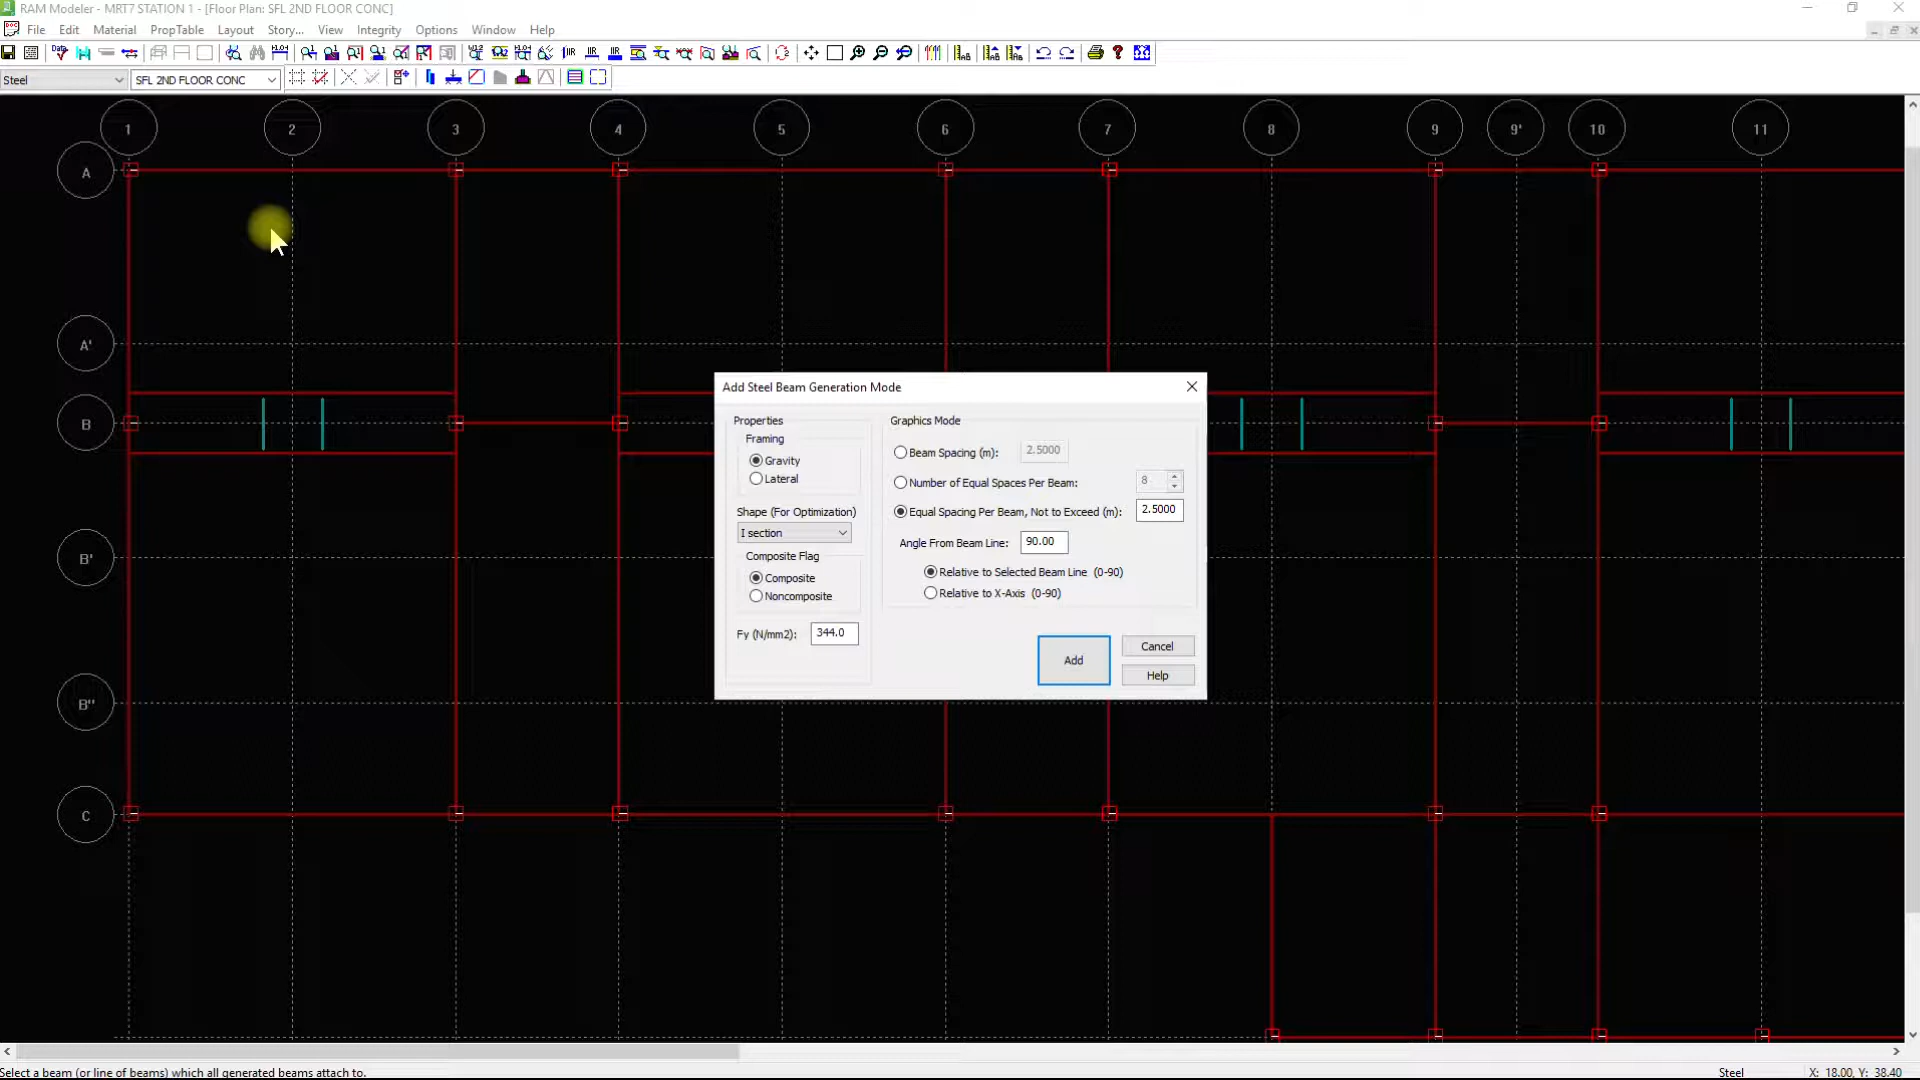 RAM Modeler - MRT7 STATION 1 - [Floor Plan: SFL 2ND FLOOR CONC]
File Edit Material PropTable Layout Story... View Integrity Options Window Help
Steel SFL 2ND FLOOR CONC
1 2 3 4 5 6 7 8 9 9' 10 11
A
A'
B
B'
B''
C
Add Steel Beam Generation Mode
Properties
Framing
Gravity
Lateral
Shape (For Optimization)
I section
Composite Flag
Composite
Noncomposite
Fy (N/mm2): 344.0
Graphics Mode
Beam Spacing (m): 2.5000
Number of Equal Spaces Per Beam: 8
Equal Spacing Per Beam, Not to Exceed (m): 2.5000
Angle From Beam Line: 90.00
Relative to Selected Beam Line (0-90)
Relative to X-Axis (0-90)
Add
Cancel
Help
Select a beam (or line of beams) which all generated beams attach to. Steel X: 18.00, Y: 38.40